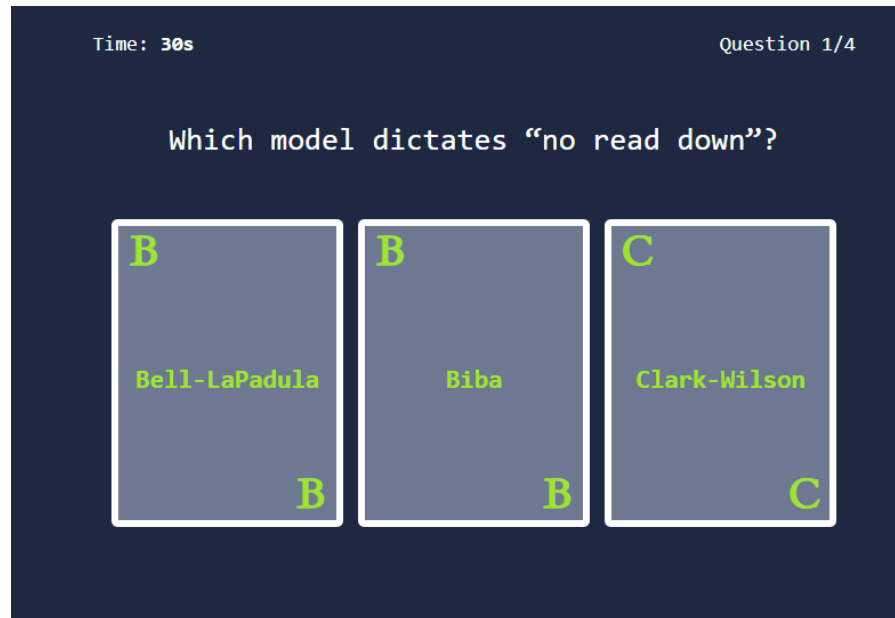 Time: 30s
Question 1/4
Which model dictates “no read down”?
B
Bell-LaPadula
B
B
Biba
B
C
Clark-Wilson
C